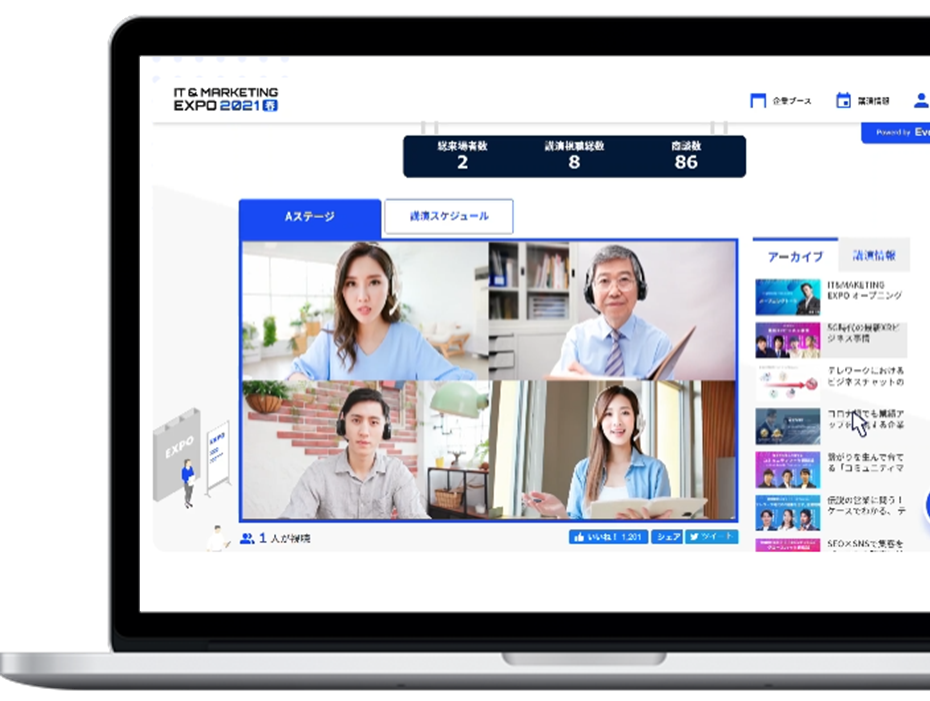 IT & MARKETING
EXPO 2021 春
企業ブース
講演情報
Powered by Eve
総来場者数
2
講演視聴総数
8
商談数
86
Aステージ
講演スケジュール
アーカイブ
講演情報
IT&MAKETING
EXPO オープニング
5G時代の最新XRビ
ジネス事情
テレワークにおける
ビジネスチャットの
コロナ
でも業績ア
ップ
する企業
繋がりを生んで育て
る「コミュニティマ
伝説の営業に問う!
ケースでわかる、テ
SEO×SNSで集客を
EXPO
EXPO
1 人が視聴
いいね! 1,201
シェア
ツイート